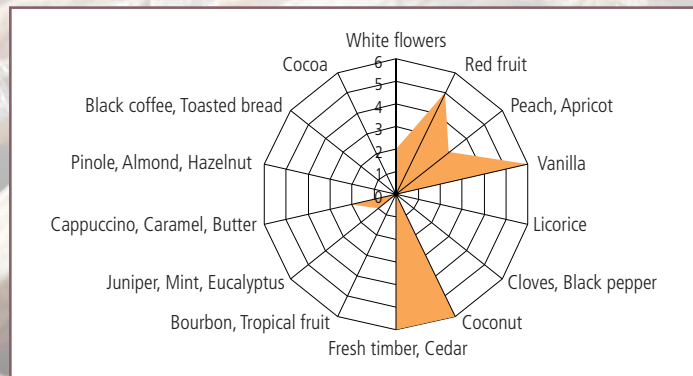 White flowers
Cocoa
Red fruit
Black coffee, Toasted bread
Peach, Apricot
Pinole, Almond, Hazelnut
Vanilla
Cappuccino, Caramel, Butter
Licorice
Juniper, Mint, Eucalyptus
Cloves, Black pepper
Bourbon, Tropical fruit
Coconut
Fresh timber, Cedar
6
5
4
3
2
1
0